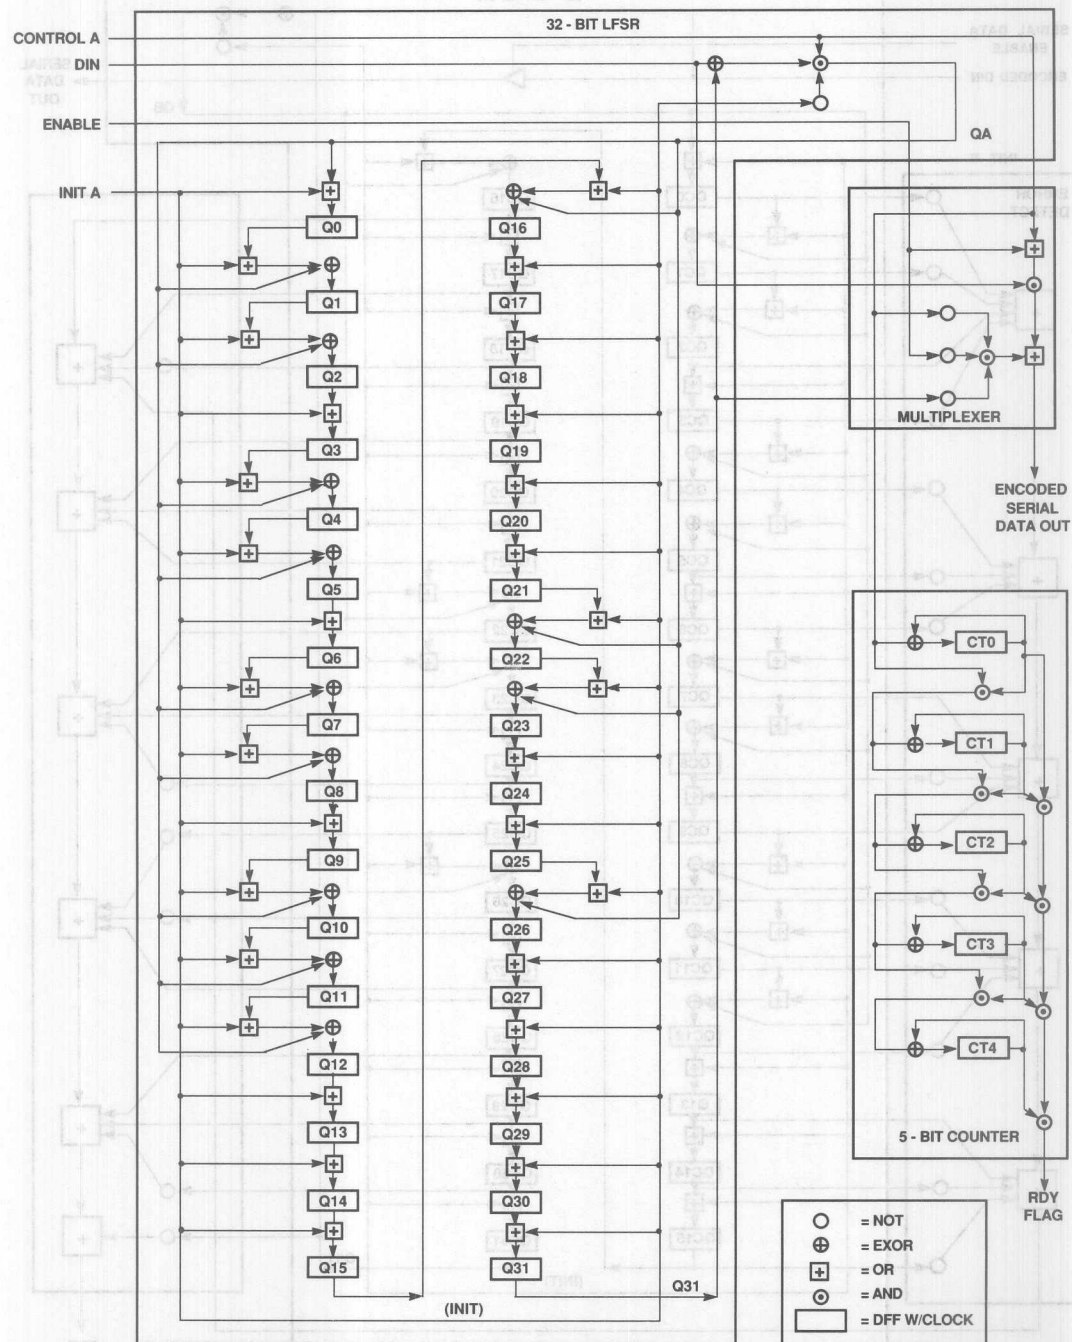 32 - BIT LFSR
CONTROL A
DIN
ENABLE
QA
INIT A
Q0
Q1
Q2
Q3
Q4
Q5
Q6
Q7
Q8
Q9
Q10
Q11
Q12
Q13
Q14
Q15
Q16
Q17
Q18
Q19
Q20
Q21
Q22
Q23
Q24
Q25
Q26
Q27
Q28
Q29
Q30
Q31
(INIT)
Q31
MULTIPLEXER
ENCODED
SERIAL
DATA OUT
CT0
CT1
CT2
CT3
CT4
5 - BIT COUNTER
RDY
FLAG
= NOT
= EXOR
= OR
= AND
= DFF W/CLOCK